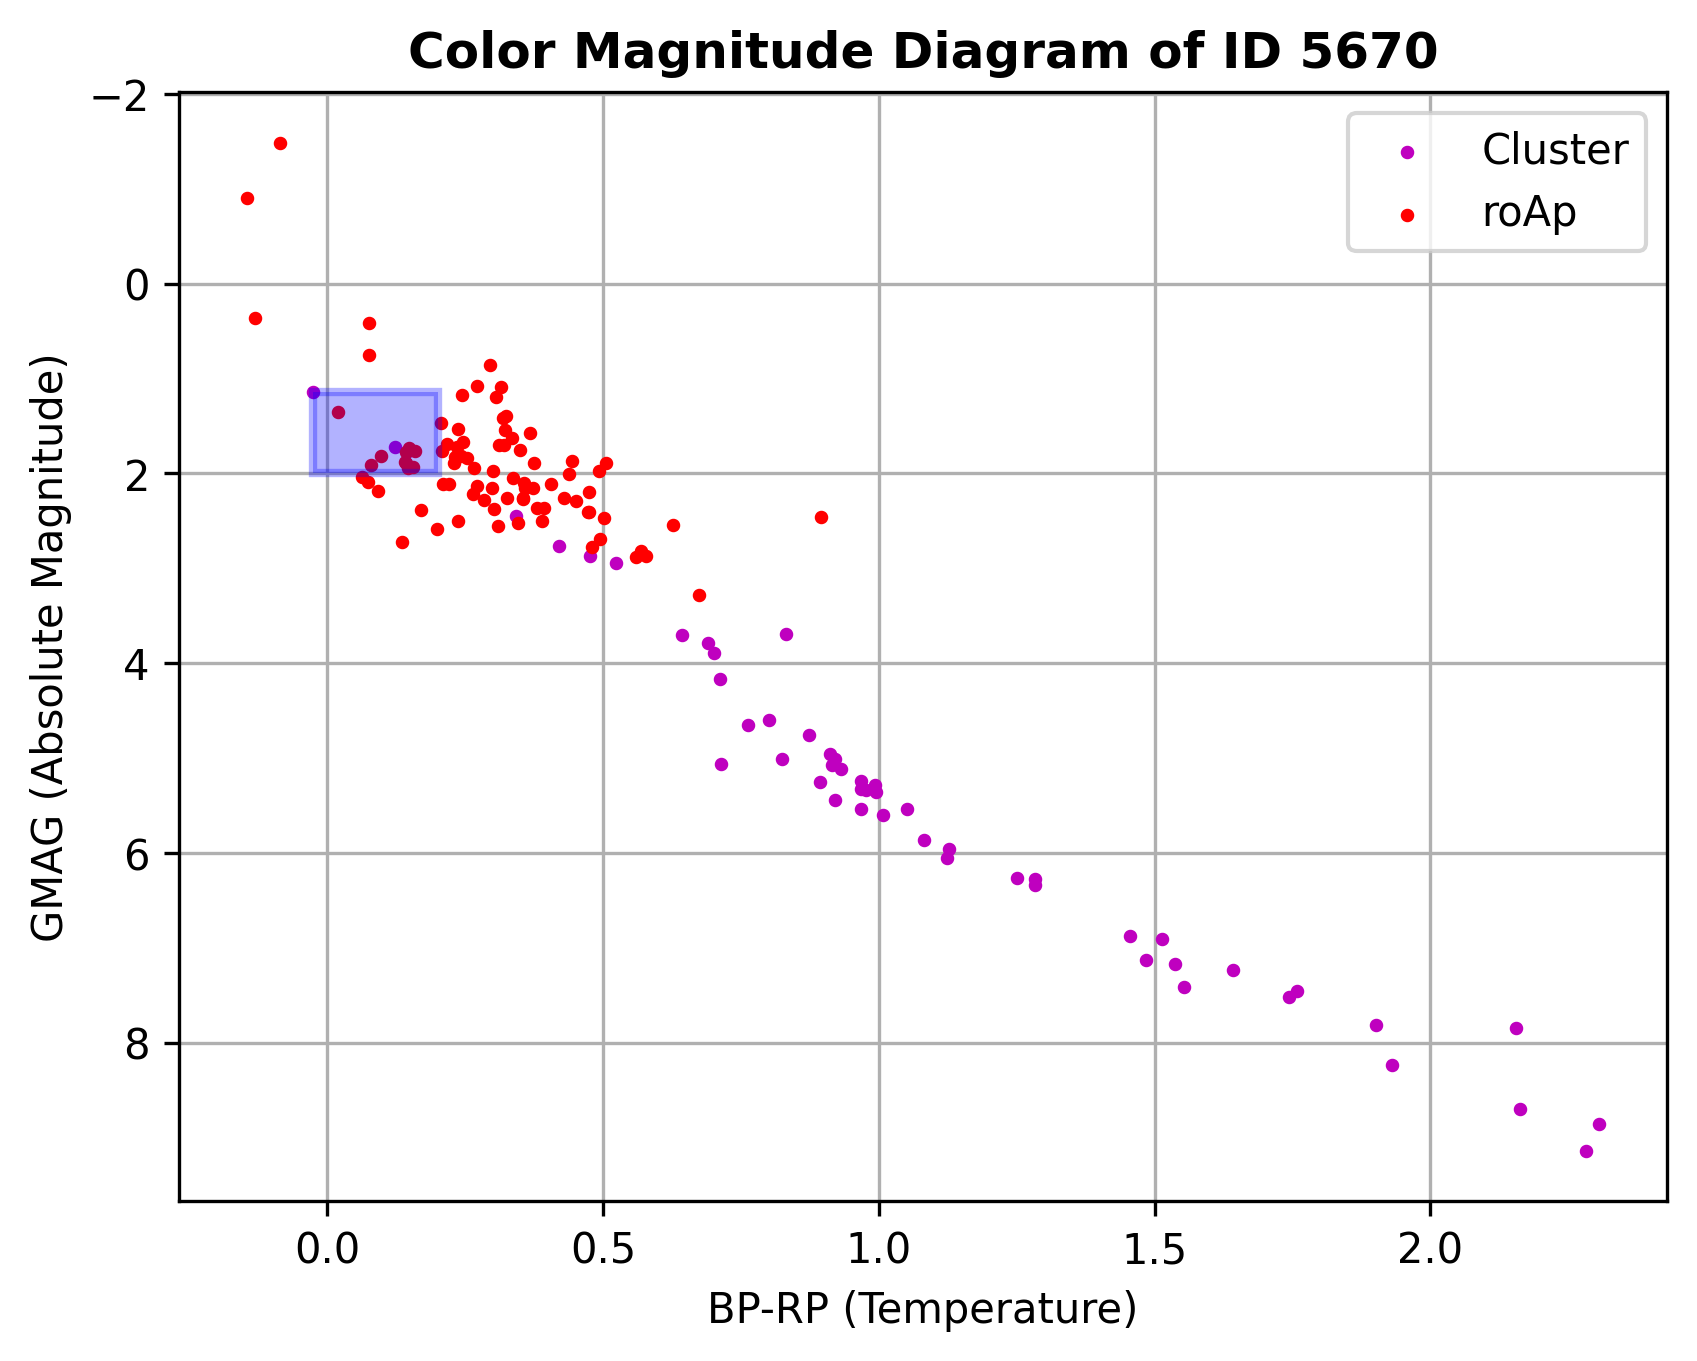 Color Magnitude Diagram of ID 5670
Cluster
roAp
GMAG (Absolute Magnitude)
−2
0
2
4
6
8
0.0 0.5 1.0 1.5 2.0
BP-RP (Temperature)